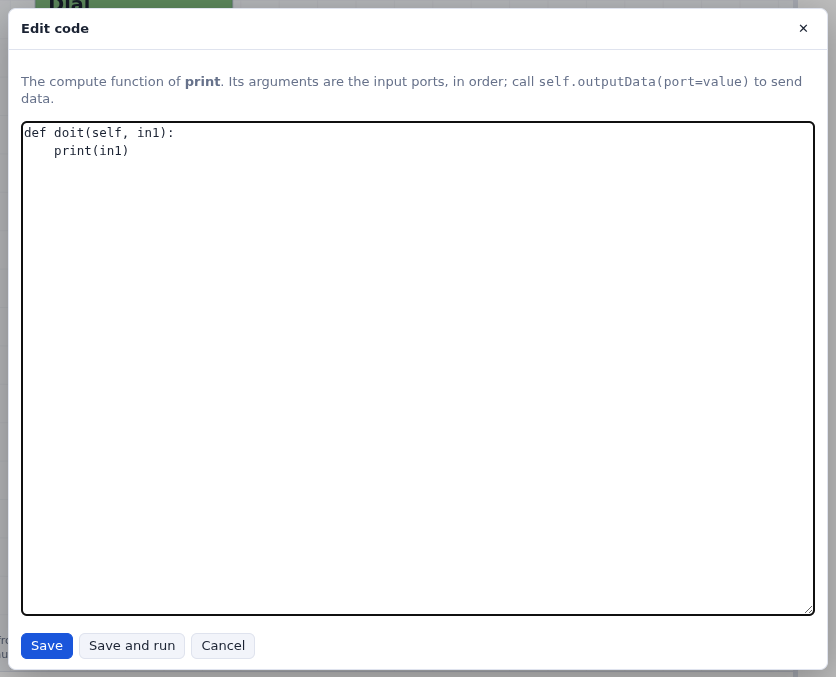 Dial
Edit code
×
The compute function of print. Its arguments are the input ports, in order; call self.outputData(port=value) to send
data.
def doit(self, in1):
    print(in1)
Save
Save and run
Cancel